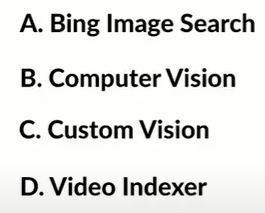 A. Bing Image Search
B. Computer Vision
C. Custom Vision
D. Video Indexer